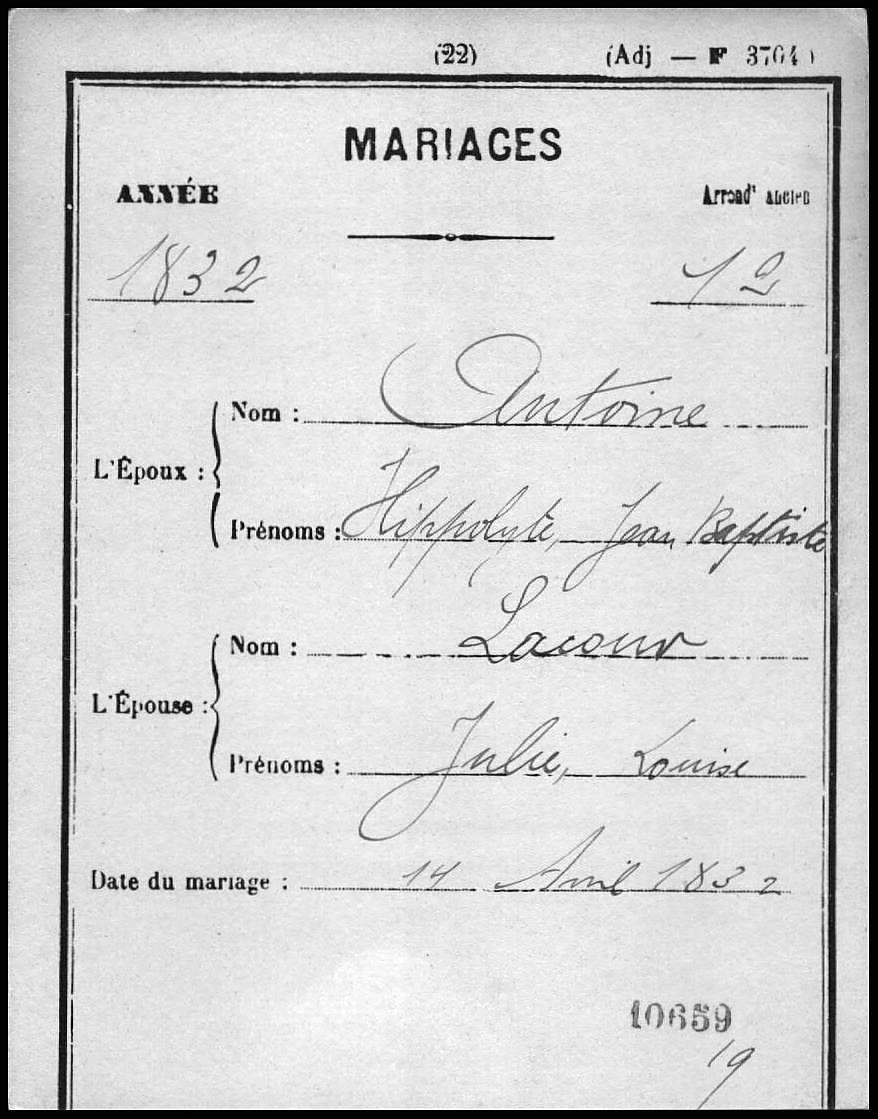 (22) (Adj — F 3704)
MARIAGES
ANNÉE Arrondt ancien
1832 12
Nom : Antoine
L'Époux :
Prénoms : Hippolyte, Jean Baptiste
Nom : Lacour
L'Épouse :
Prénoms : Julie, Louise
Date du mariage : 14 Avril 1832
10659
19